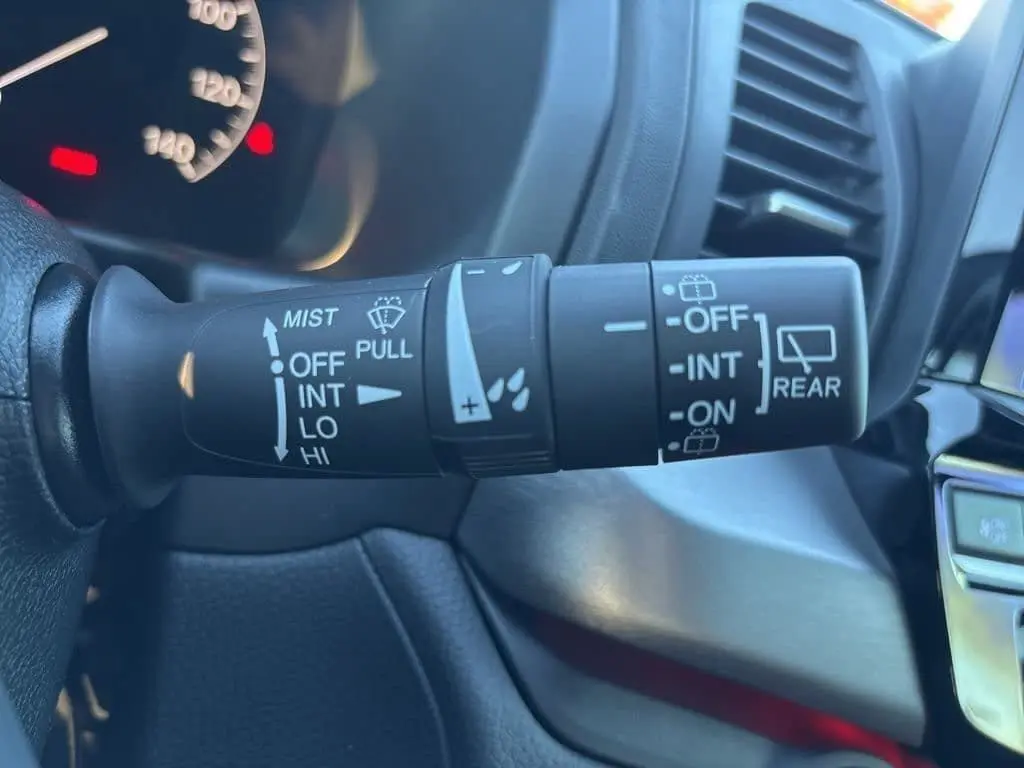 100
120
140
MIST
PULL
OFF
INT
LO
HI
- +
-OFF
-INT
-ON
REAR